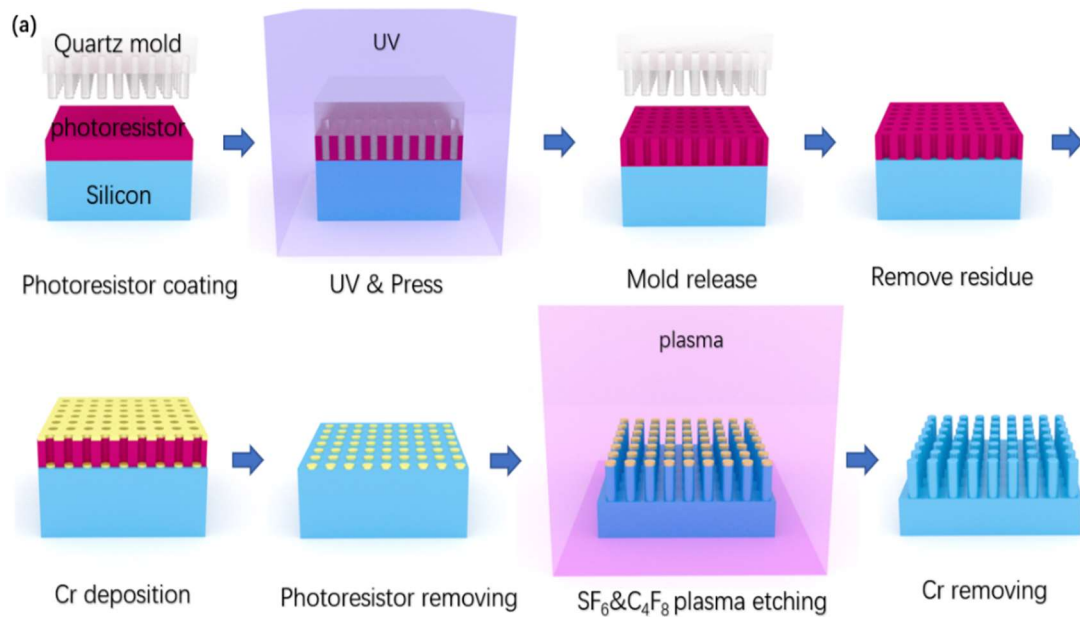 (a)
Quartz mold
photoresistor
Silicon
Photoresistor coating
UV
UV & Press
Mold release
Remove residue
Cr deposition
Photoresistor removing
plasma
SF₆&C₄F₈ plasma etching
Cr removing